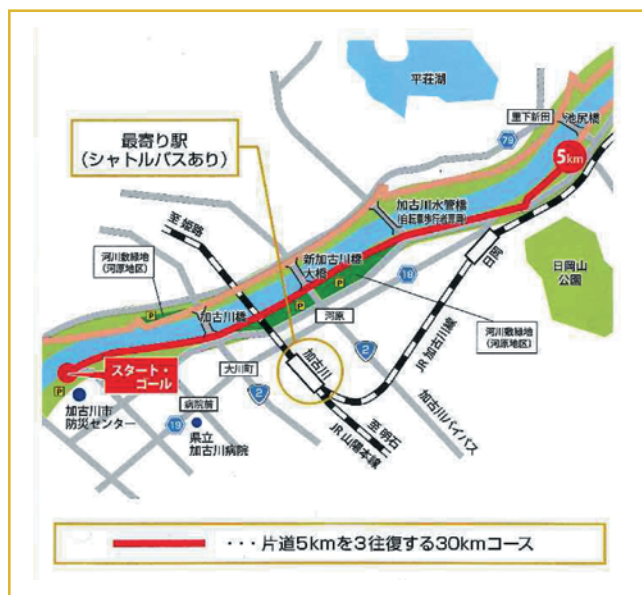 平荘湖
里下新田
池尻橋
79
5km
最寄り駅
(シャトルバスあり)
加古川水管橋
(自転車歩行者専用)
至 姫路
新加古川橋
大橋
日岡
日岡山
公園
河川敷緑地
(河原地区)
18
P
P
河川敷緑地
(河原地区)
加古川橋
河原
JR 加古川線
P
スタート・
ゴール
加古川
2
大川町
P
加古川市
防災センター
病院前
2
加古川バイパス
19
県立
加古川病院
至 明石
JR 山陽本線
・・・片道5kmを3往復する30kmコース